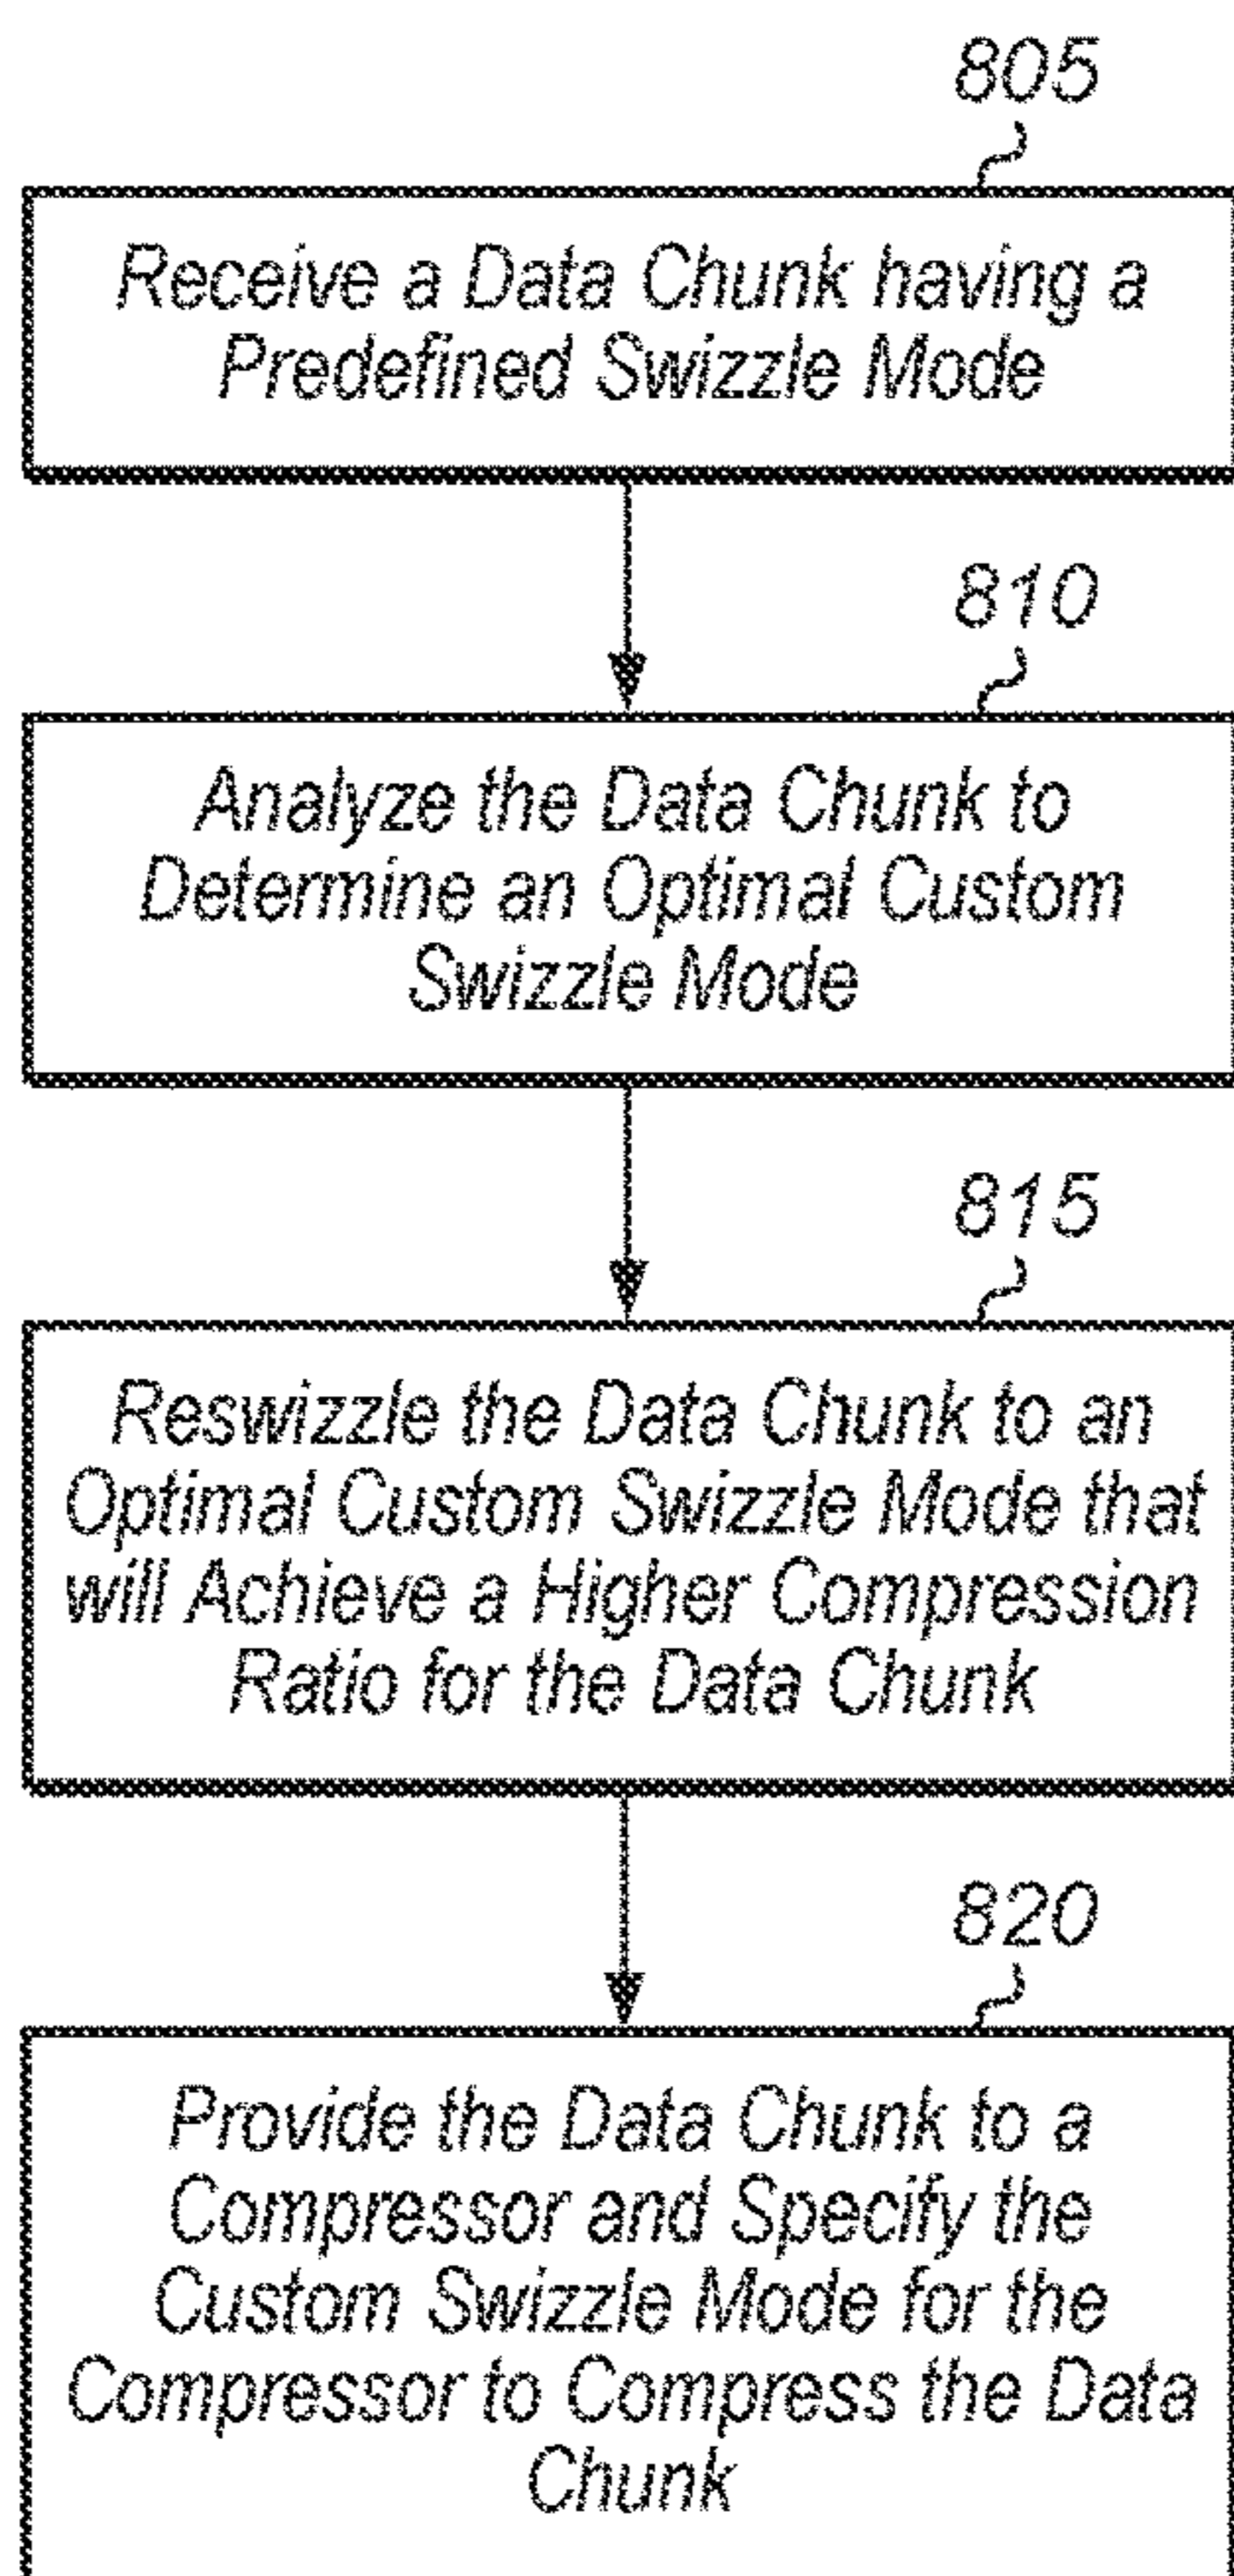 805
Receive a Data Chunk having a
Predefined Swizzle Mode
810
Analyze the Data Chunk to
Determine an Optimal Custom
Swizzle Mode
815
Reswizzle the Data Chunk to an
Optimal Custom Swizzle Mode that
will Achieve a Higher Compression
Ratio for the Data Chunk
820
Provide the Data Chunk to a
Compressor and Specify the
Custom Swizzle Mode for the
Compressor to Compress the Data
Chunk